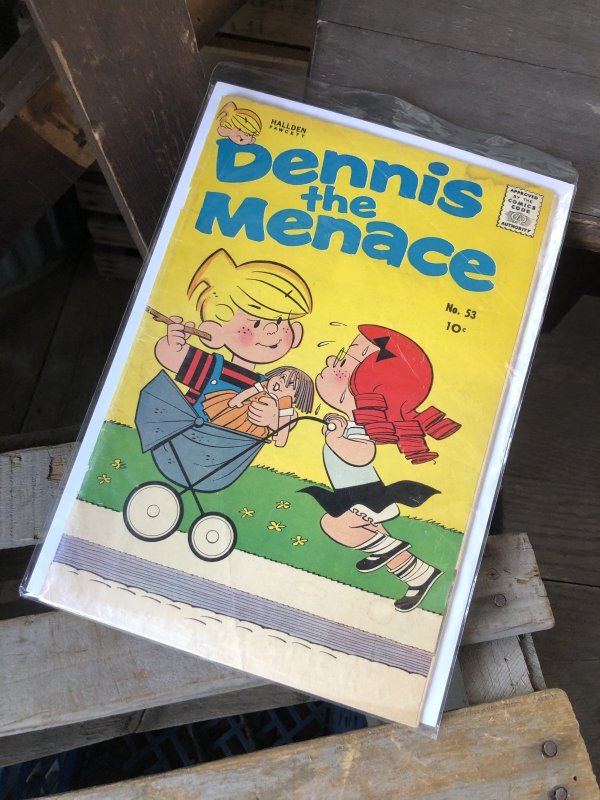 HALLDEN
FAWCETT
Dennis
the
Menace
APPROVED
BY THE
COMICS
CODE
AUTHORITY
No. 53
10¢